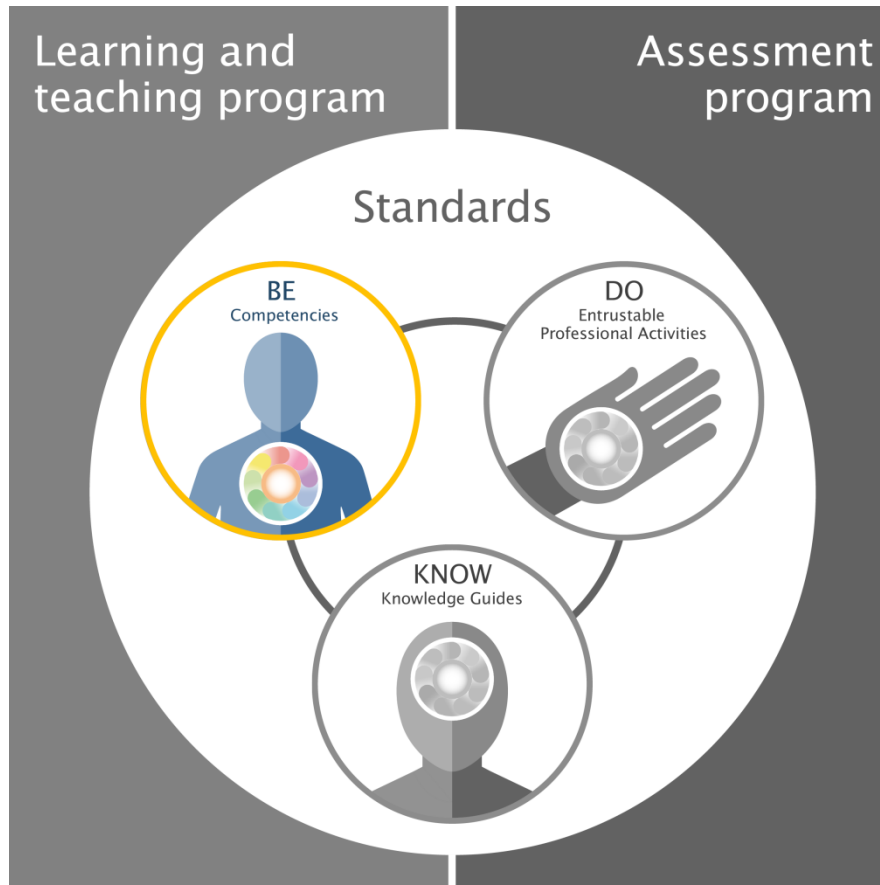 Learning and
teaching program
Assessment
program
Standards
BE
Competencies
DO
Entrustable
Professional Activities
KNOW
Knowledge Guides